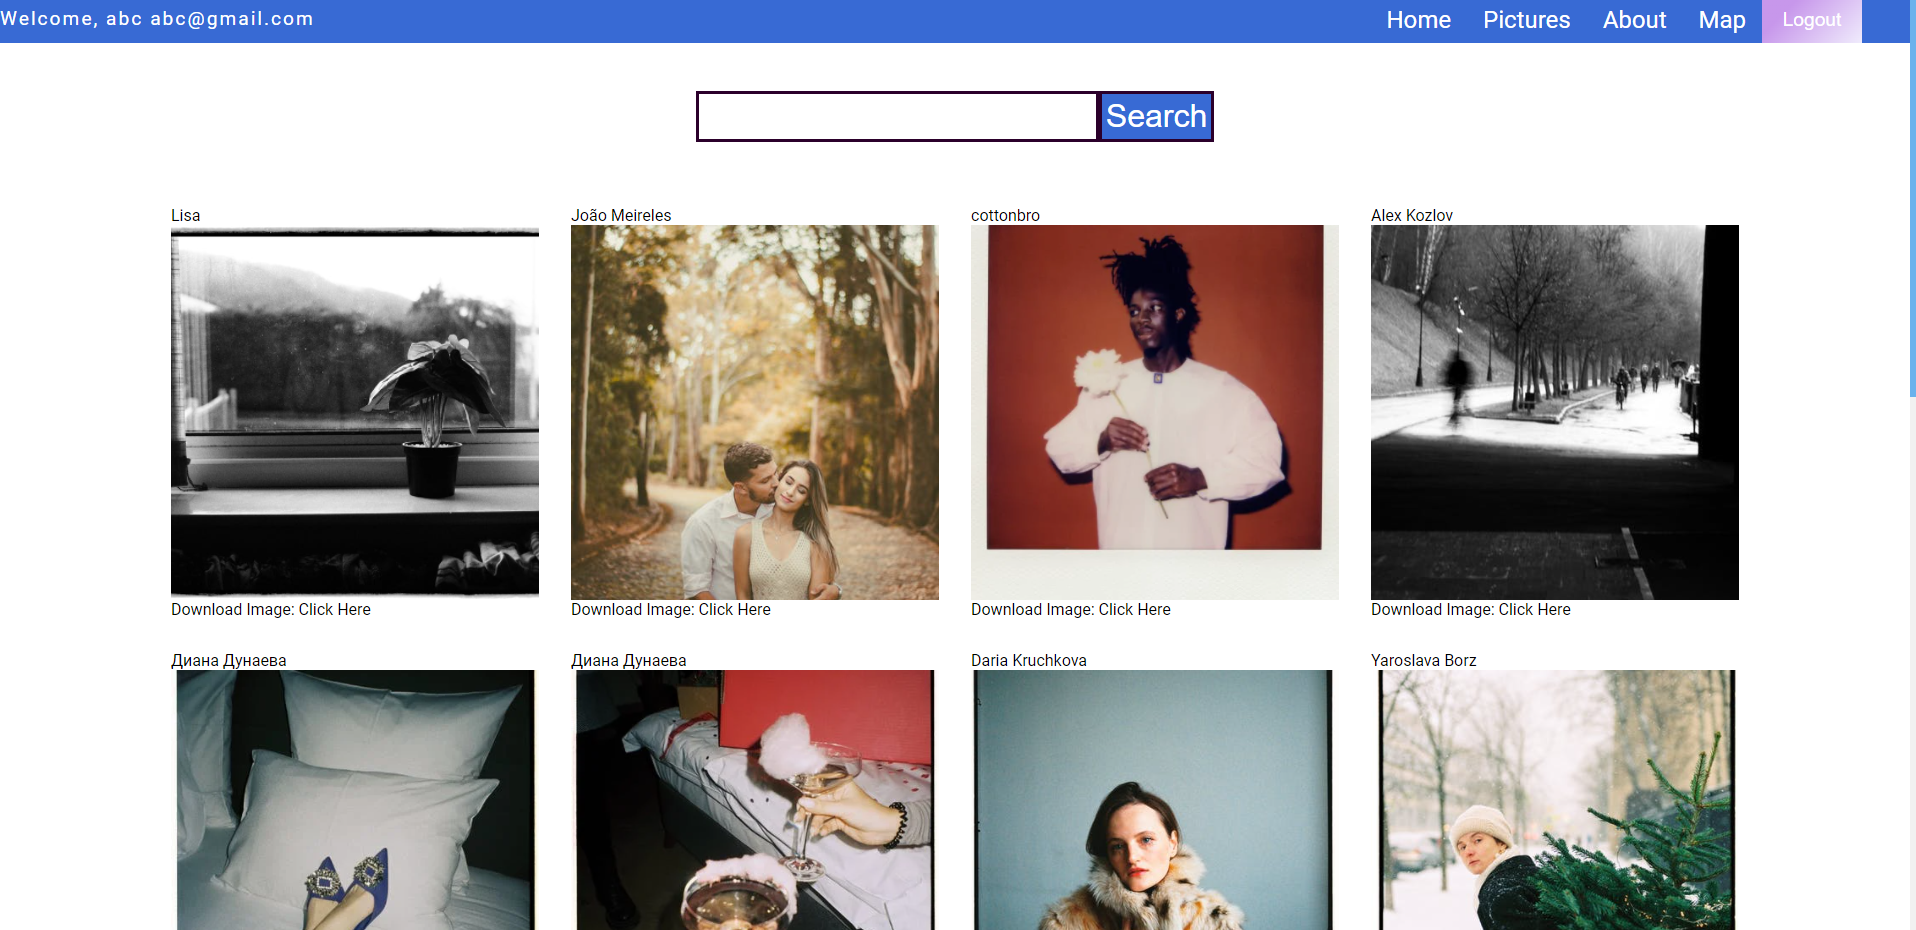 Welcome, abc abc@gmail.com
Home Pictures About Map Logout
Search
Lisa
João Meireles
cottonbro
Alex Kozlov
Download Image: Click Here
Download Image: Click Here
Download Image: Click Here
Download Image: Click Here
Диана Дунаева
Диана Дунаева
Daria Kruchkova
Yaroslava Borz